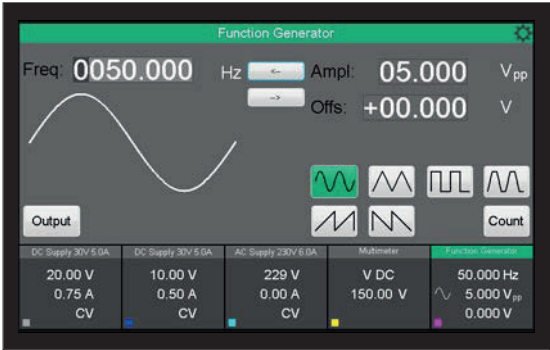 Function Generator
Freq: 0050.000 Hz <-- Ampl: 05.000 Vpp
--> Offs: +00.000 V
Output Count
DC Supply 30V 5.0A DC Supply 30V 5.0A AC Supply 230V 6.0A Multimeter Function Generator
20.00 V 10.00 V 229 V V DC 50.000 Hz
0.75 A 0.50 A 0.00 A 150.00 V 5.000 Vpp
CV CV CV 0.000 V